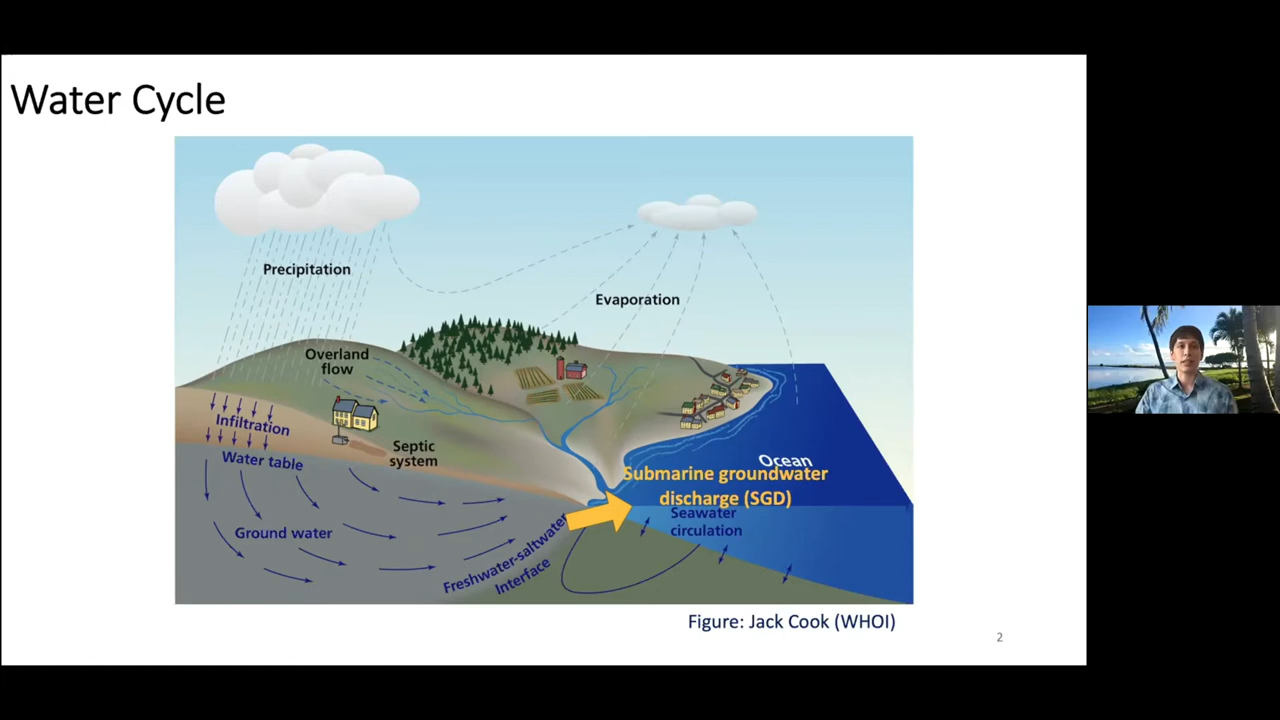 Water Cycle
Precipitation
Evaporation
Overland
flow
Infiltration
Septic
system
Water table
Ocean
Submarine groundwater
discharge (SGD)
Seawater
circulation
Ground water
Freshwater-saltwater
Interface
Figure: Jack Cook (WHOI)
2